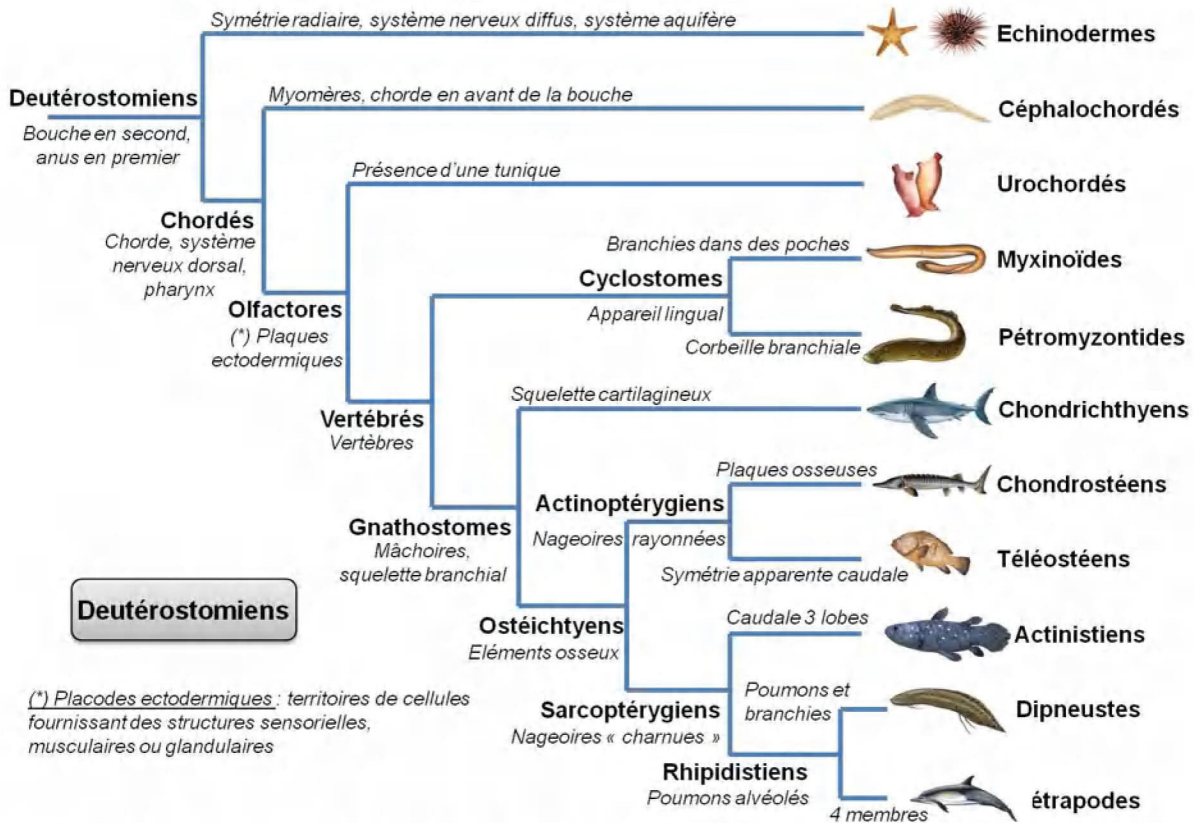 Symétrie radiaire, système nerveux diffus, système aquifère
Echinodermes
Deutérostomiens
Bouche en second,
anus en premier
Myomères, chorde en avant de la bouche
Céphalochordés
Présence d'une tunique
Urochordés
Chordés
Chorde, système
nerveux dorsal,
pharynx
Branchies dans des poches
Myxinoïdes
Cyclostomes
Appareil lingual
Olfactores
(*) Plaques
ectodermiques
Corbeille branchiale
Pétromyzontides
Squelette cartilagineux
Chondrichthyens
Vertébrés
Vertèbres
Plaques osseuses
Chondrostéens
Actinoptérygiens
Nageoires rayonnées
Gnathostomes
Mâchoires,
squelette branchial
Symétrie apparente caudale
Téléostéens
Deutérostomiens
Ostéichtyens
Eléments osseux
Caudale 3 lobes
Actinistiens
(*) Placodes ectodermiques : territoires de cellules
fournissant des structures sensorielles,
musculaires ou glandulaires
Poumons et
branchies
Dipneustes
Sarcoptérygiens
Nageoires « charnues »
Rhipidistiens
Poumons alvéolés
4 membres
étrapodes